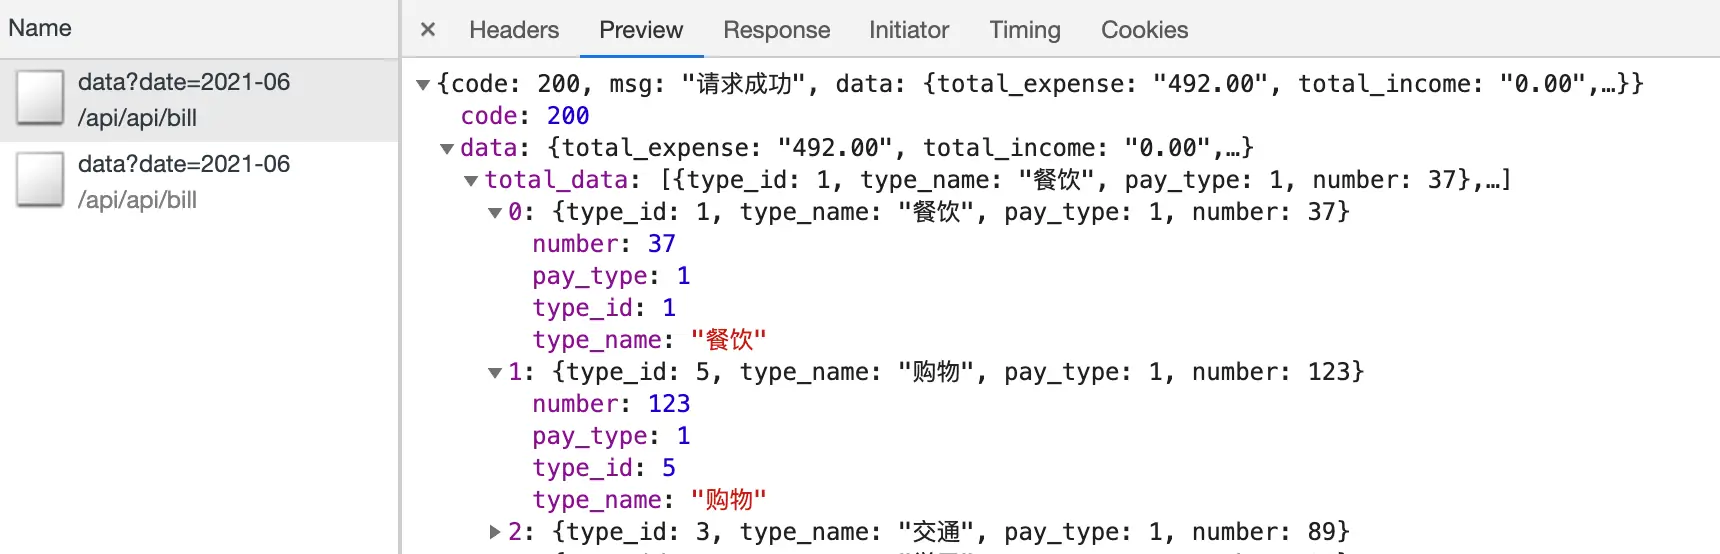 Name
× Headers Preview Response Initiator Timing Cookies
data?date=2021-06
/api/api/bill
data?date=2021-06
/api/api/bill
▼{code: 200, msg: "请求成功", data: {total_expense: "492.00", total_income: "0.00",…}}
code: 200
▼data: {total_expense: "492.00", total_income: "0.00",…}
▼total_data: [{type_id: 1, type_name: "餐饮", pay_type: 1, number: 37},…]
▼0: {type_id: 1, type_name: "餐饮", pay_type: 1, number: 37}
number: 37
pay_type: 1
type_id: 1
type_name: "餐饮"
▼1: {type_id: 5, type_name: "购物", pay_type: 1, number: 123}
number: 123
pay_type: 1
type_id: 5
type_name: "购物"
▶2: {type_id: 3, type_name: "交通", pay_type: 1, number: 89}